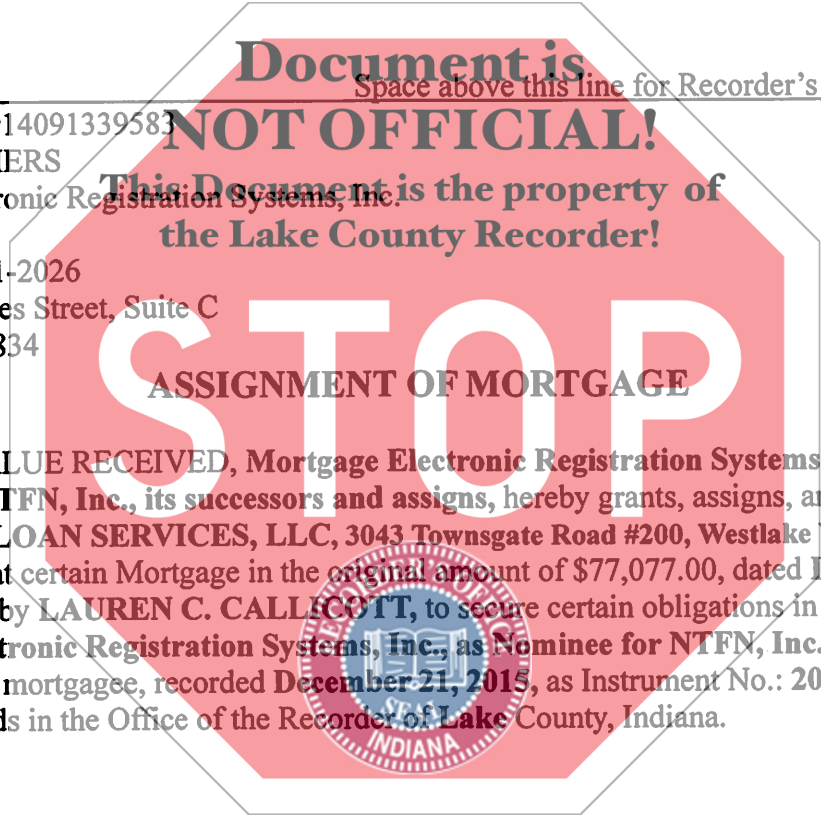 Document is
Space above this line for Recorder's
14091339583
NOT OFFICIAL!
ERS
This Document is the property of
ronic Registration Systems, Inc.
the Lake County Recorder!
-2026
es Street, Suite C
834
STOP
ASSIGNMENT OF MORTGAGE
LUE RECEIVED, Mortgage Electronic Registration Systems
TFN, Inc., its successors and assigns, hereby grants, assigns, a
LOAN SERVICES, LLC, 3043 Townsgate Road #200, Westlake
t certain Mortgage in the original amount of $77,077.00, dated
by LAUREN C. CALLICOTT, to secure certain obligations in
tronic Registration Systems, Inc., as Nominee for NTFN, Inc.
mortgagee, recorded December 21, 2015, as Instrument No.: 20
ds in the Office of the Recorder of Lake County, Indiana.
SEAL
INDIANA